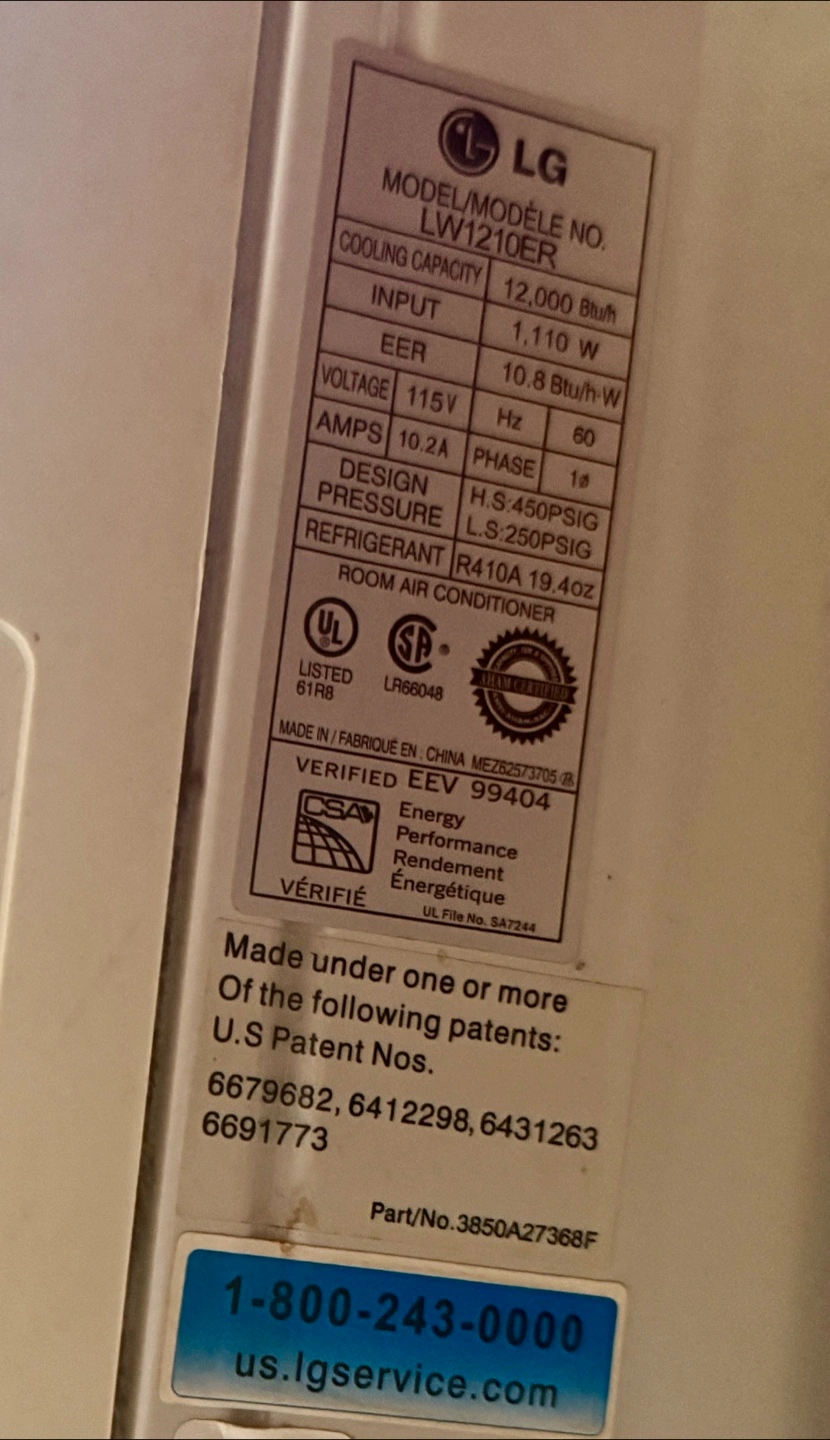 LG
MODEL/MODÈLE NO.
LW1210ER
COOLING CAPACITY 12,000 Btu/h
INPUT 1,110 W
EER 10.8 Btu/h·W
VOLTAGE 115V Hz 60
AMPS 10.2A PHASE 1ø
DESIGN PRESSURE H.S:450PSIG
L.S:250PSIG
REFRIGERANT R410A 19.4oz
ROOM AIR CONDITIONER
UL
SA
LISTED
61R8
LR66048
AHAM CERTIFIED
MADE IN / FABRIQUÉ EN : CHINA MEZ62573705
VERIFIED EEV 99404
CSA
Energy
Performance
Rendement
Énergétique
VÉRIFIÉ
UL File No. SA7244
Made under one or more
Of the following patents:
U.S Patent Nos.
6679682, 6412298, 6431263
6691773
Part/No.3850A27368F
1-800-243-0000
us.lgservice.com